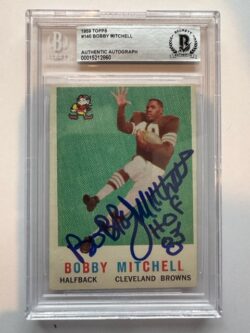 1959 TOPPS
#140 BOBBY MITCHELL
AUTHENTIC AUTOGRAPH
00015212960
BECKETT
Bobby Mitchell
HOF
83
BOBBY MITCHELL
HALFBACK CLEVELAND BROWNS